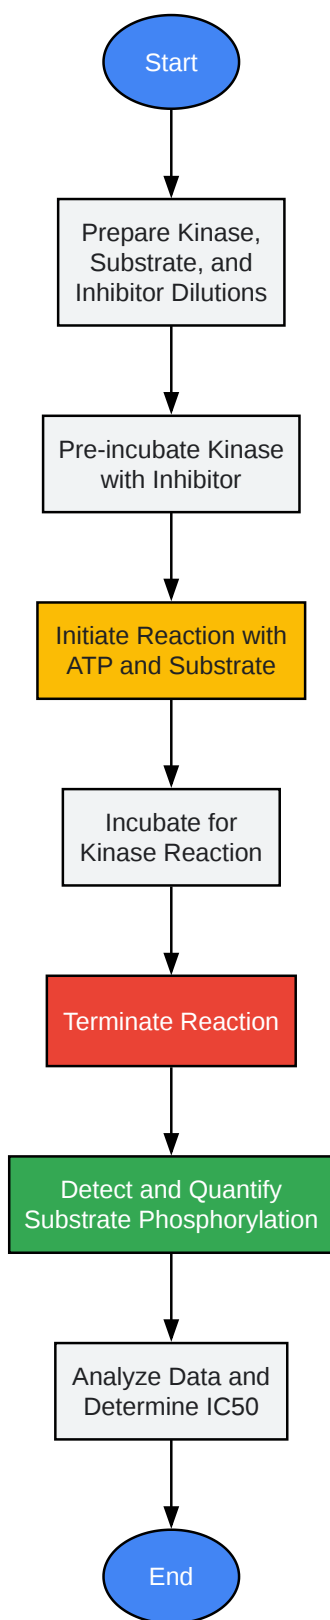 Start
Prepare Kinase,
Substrate, and
Inhibitor Dilutions
Pre-incubate Kinase
with Inhibitor
Initiate Reaction with
ATP and Substrate
Incubate for
Kinase Reaction
Terminate Reaction
Detect and Quantify
Substrate Phosphorylation
Analyze Data and
Determine IC50
End